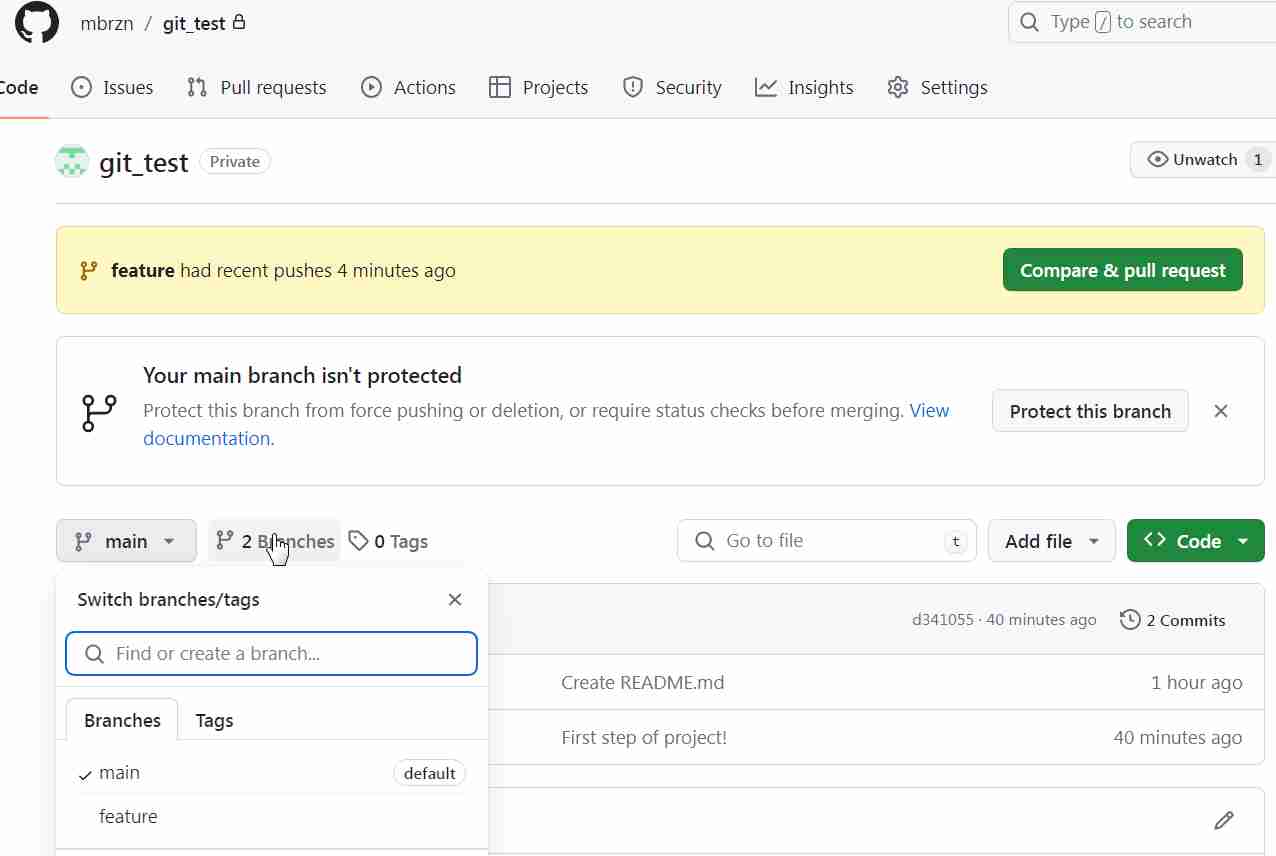 mbrzn / git_test
Type / to search
Code Issues Pull requests Actions Projects Security Insights Settings
git_test Private
Unwatch 1
feature had recent pushes 4 minutes ago
Compare & pull request
Your main branch isn't protected
Protect this branch from force pushing or deletion, or require status checks before merging. View
documentation.
Protect this branch
main 2 Branches 0 Tags
Go to file t
Add file
Code
Switch branches/tags
d341055 · 40 minutes ago 2 Commits
Find or create a branch...
Create README.md 1 hour ago
Branches Tags
First step of project! 40 minutes ago
main default
feature